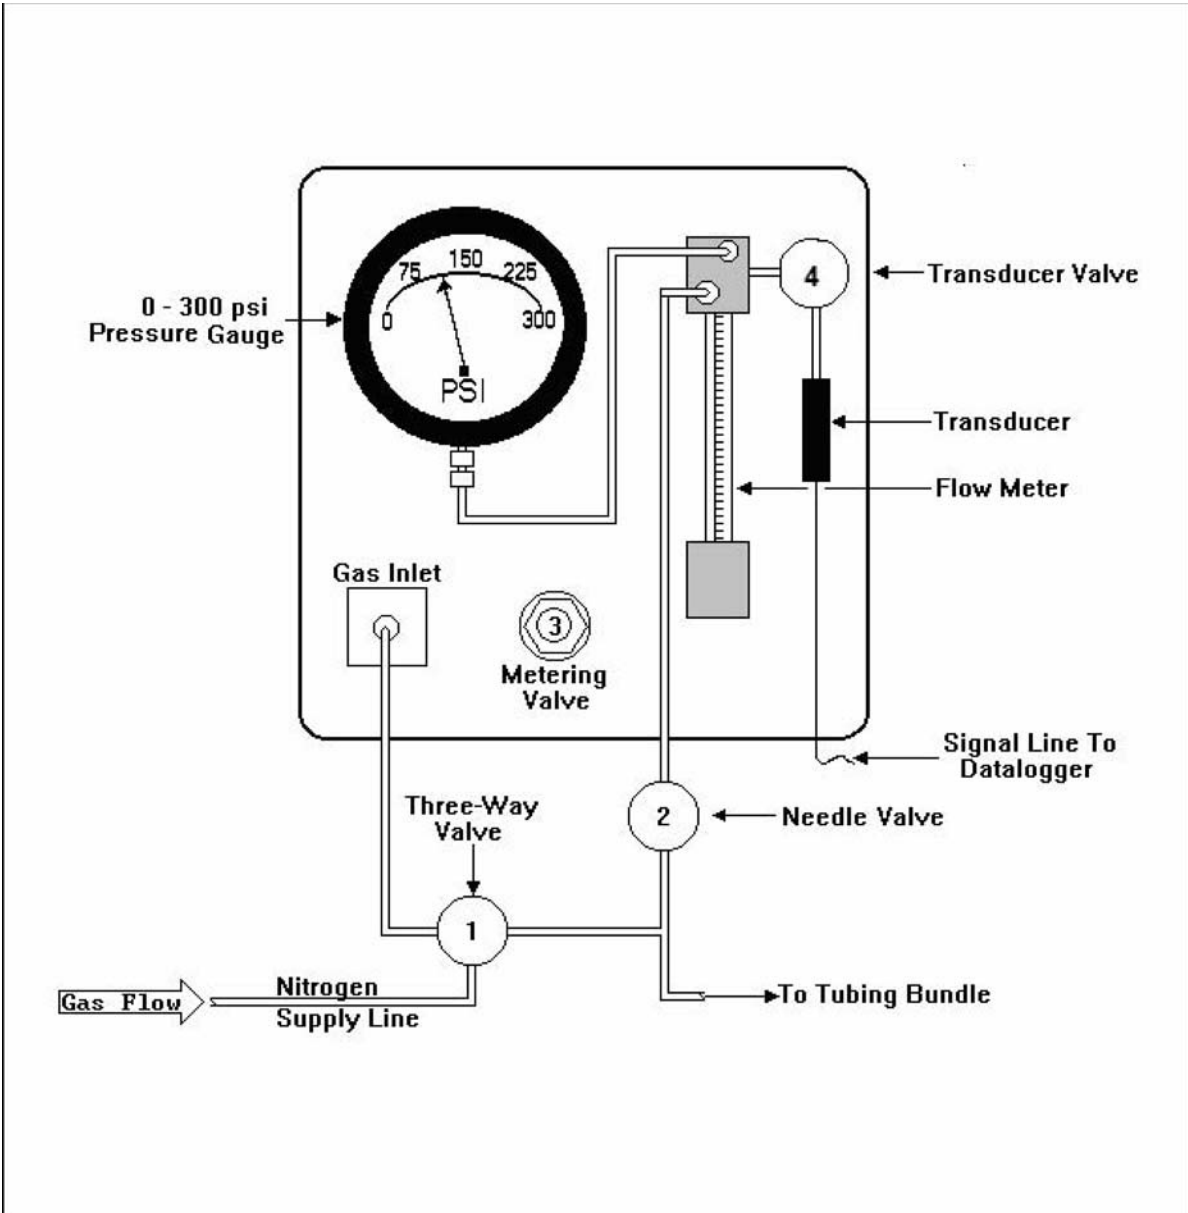 150
75
225
0
300
PSI
0 - 300 psi
Pressure Gauge
4
Transducer Valve
Transducer
Flow Meter
Gas Inlet
3
Metering
Valve
Signal Line To
Datalogger
Three-Way
Valve
2
Needle Valve
1
Gas Flow
Nitrogen
Supply Line
To Tubing Bundle